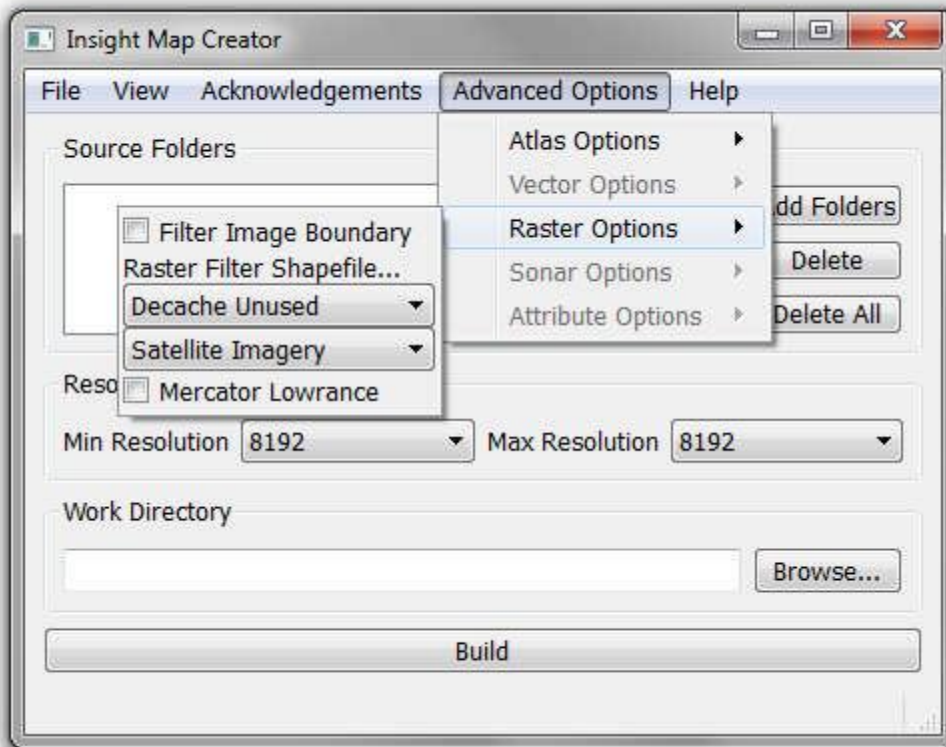 Insight Map Creator
File View Acknowledgements Advanced Options Help
Source Folders
Atlas Options
Vector Options
Raster Options
Sonar Options
Attribute Options
Filter Image Boundary
Raster Filter Shapefile...
Decache Unused
Satellite Imagery
Mercator Lowrance
dd Folders
Delete
Delete All
Reso
Min Resolution 8192 Max Resolution 8192
Work Directory
Browse...
Build